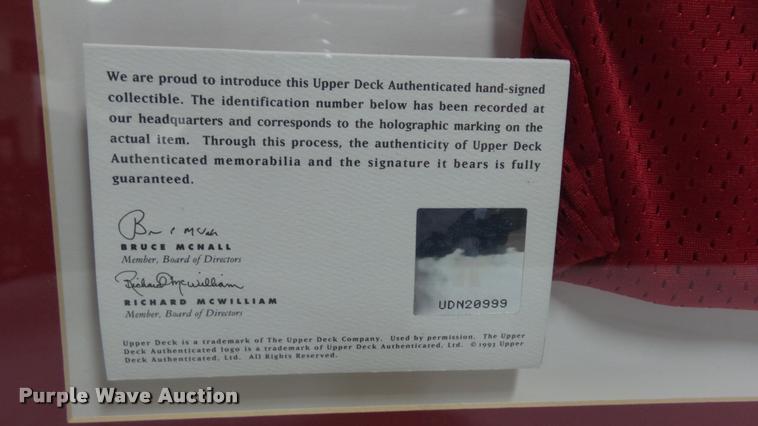 We are proud to introduce this Upper Deck Authenticated hand-signed
collectible. The identification number below has been recorded at
our headquarters and corresponds to the holographic marking on the
actual item. Through this process, the authenticity of Upper Deck
Authenticated memorabilia and the signature it bears is fully
guaranteed.
BRUCE MCNALL
Member, Board of Directors
Richard McWilliam
RICHARD MCWILLIAM
Member, Board of Directors
UDN20999
Upper Deck is a trademark of The Upper Deck Company. Used by permission. The Upper
Deck Authenticated logo is a trademark of Upper Deck Authenticated, Ltd. © 1993 Upper
Deck Authenticated, Ltd. All Rights Reserved.
Purple Wave Auction